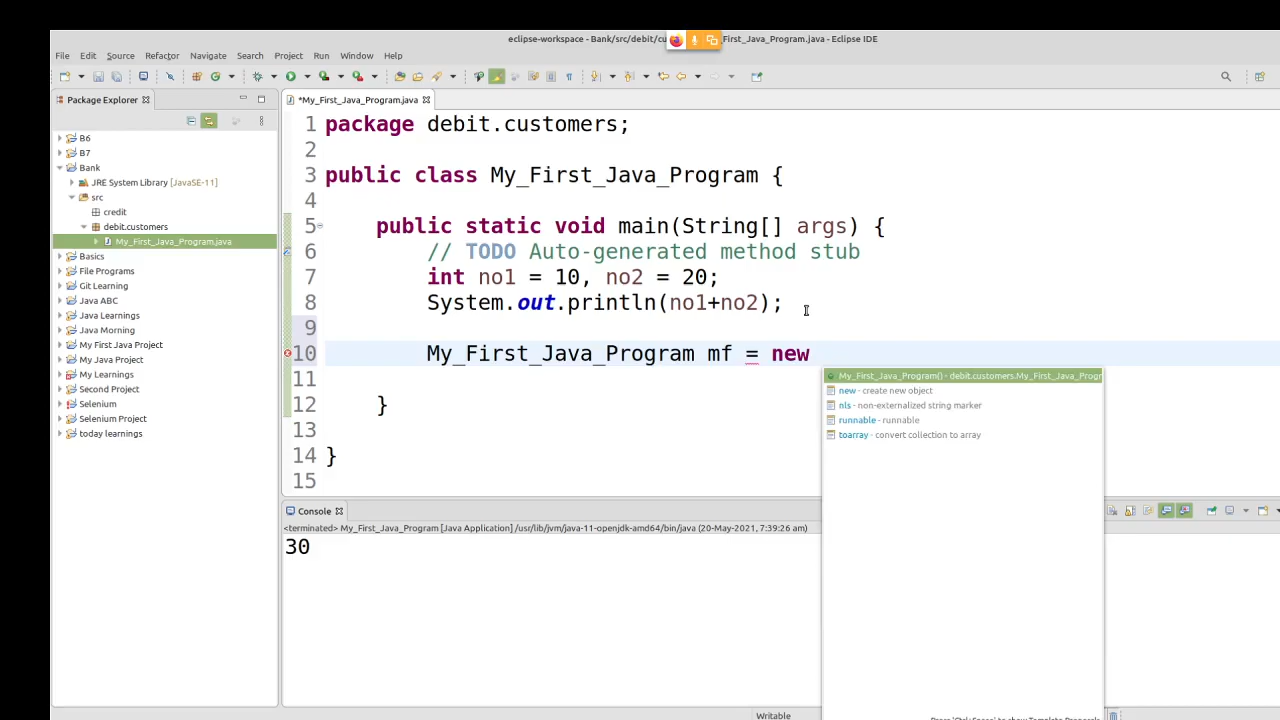 eclipse-workspace - Bank/src/debit/cu
_First_Java_Program.java - Eclipse IDE
File Edit Source Refactor Navigate Search Project Run Window Help
Package Explorer
*My_First_Java_Program.java
B6
B7
Bank
JRE System Library [JavaSE-11]
src
credit
debit.customers
My_First_Java_Program.java
Basics
File Programs
Git Learning
Java ABC
Java Learnings
Java Morning
My First Java Project
My Java Project
My Learnings
Second Project
Selenium
Selenium Project
today learnings
1 package debit.customers;
2
3 public class My_First_Java_Program {
4
5 public static void main(String[] args) {
6 // TODO Auto-generated method stub
7 int no1 = 10, no2 = 20;
8 System.out.println(no1+no2);
9
10 My_First_Java_Program mf = new
11
12 }
13
14 }
15
My_First_Java_Program() - debit.customers.My_First_Java_Progr
new - create new object
nls - non-externalized string marker
runnable - runnable
toarray - convert collection to array
Console
<terminated> My_First_Java_Program [Java Application] /usr/lib/jvm/java-11-openjdk-amd64/bin/java (20-May-2021, 7:39:26 am)
30
Writable